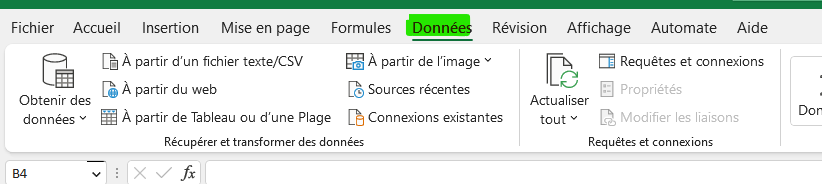 Fichier Accueil Insertion Mise en page Formules Données Révision Affichage Automate Aide
Obtenir des données
À partir d'un fichier texte/CSV
À partir du web
À partir de Tableau ou d'une Plage
À partir de l'image
Sources récentes
Connexions existantes
Récupérer et transformer des données
Actualiser tout
Requêtes et connexions
Propriétés
Modifier les liaisons
Requêtes et connexions
B4
fx